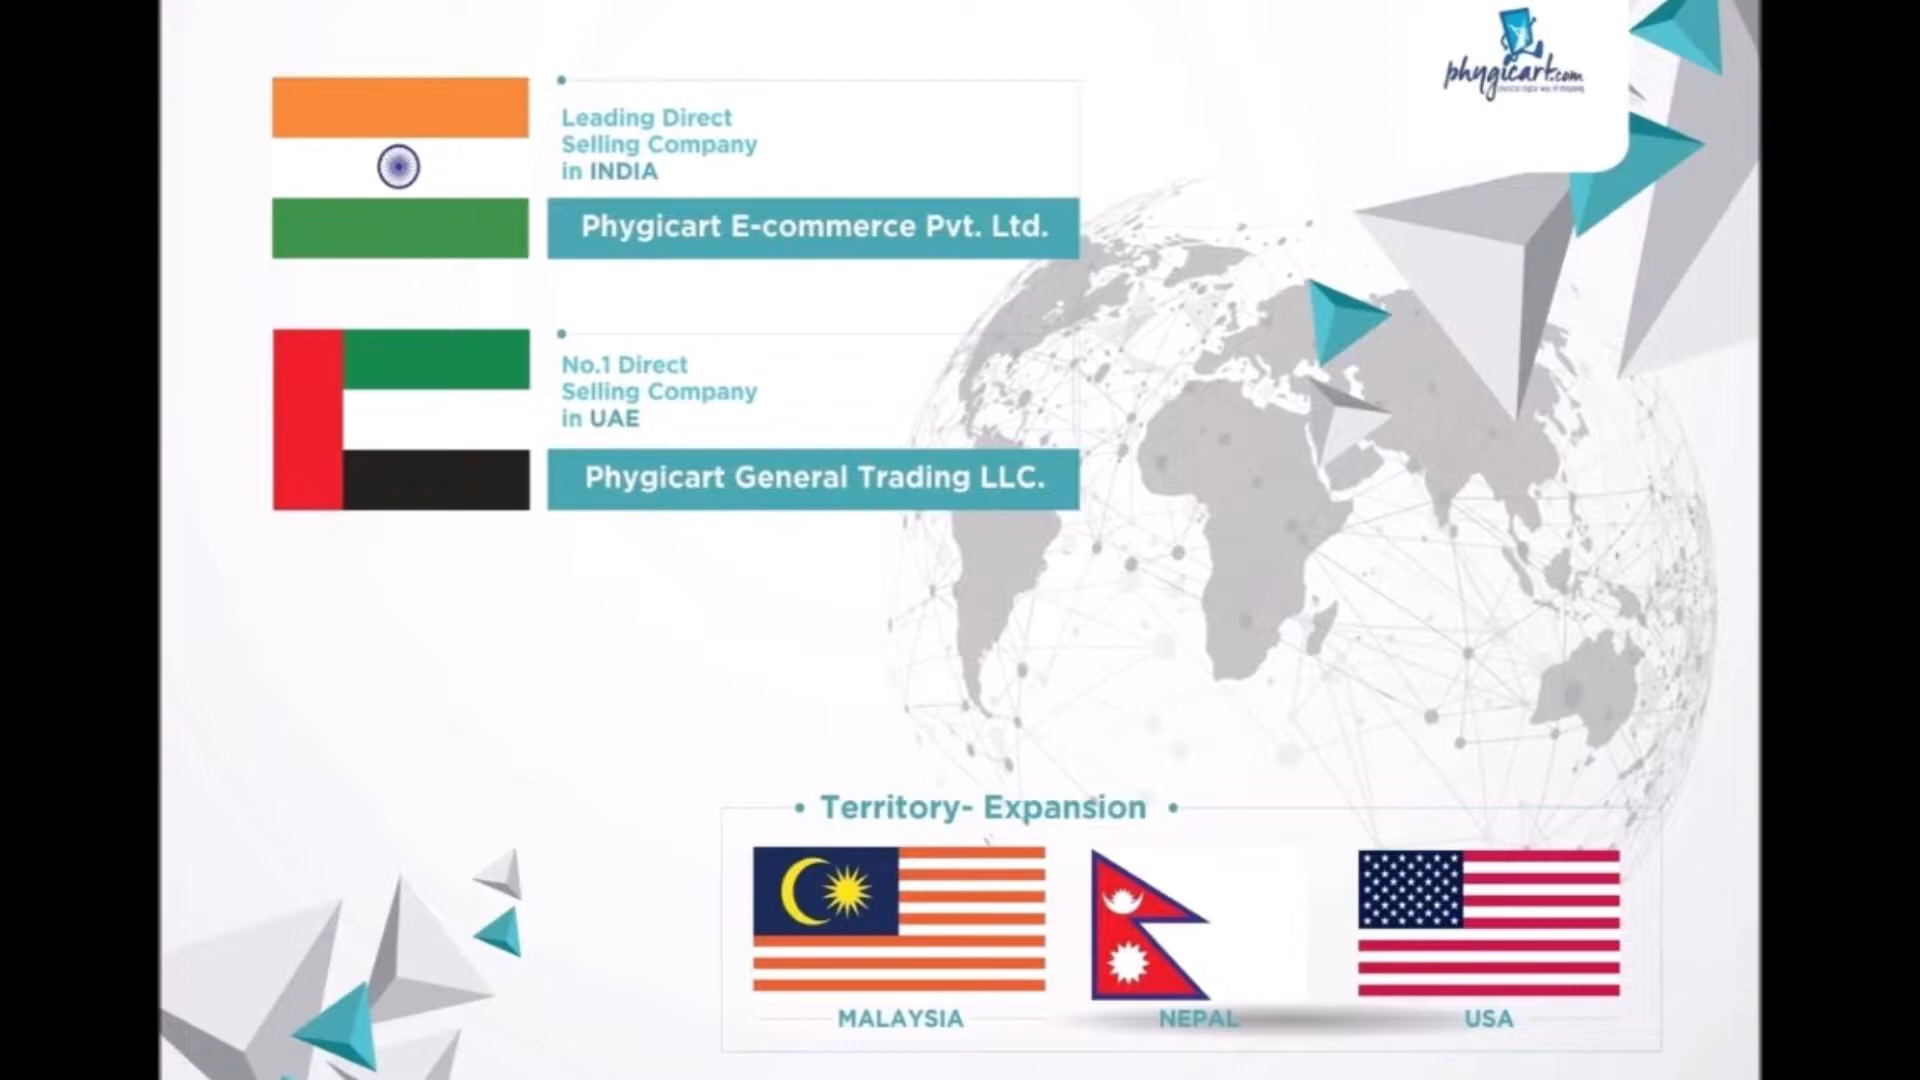 phygicart.com
Leading Direct
Selling Company
in INDIA
Phygicart E-commerce Pvt. Ltd.
No.1 Direct
Selling Company
in UAE
Phygicart General Trading LLC.
Territory- Expansion
MALAYSIA
NEPAL
USA